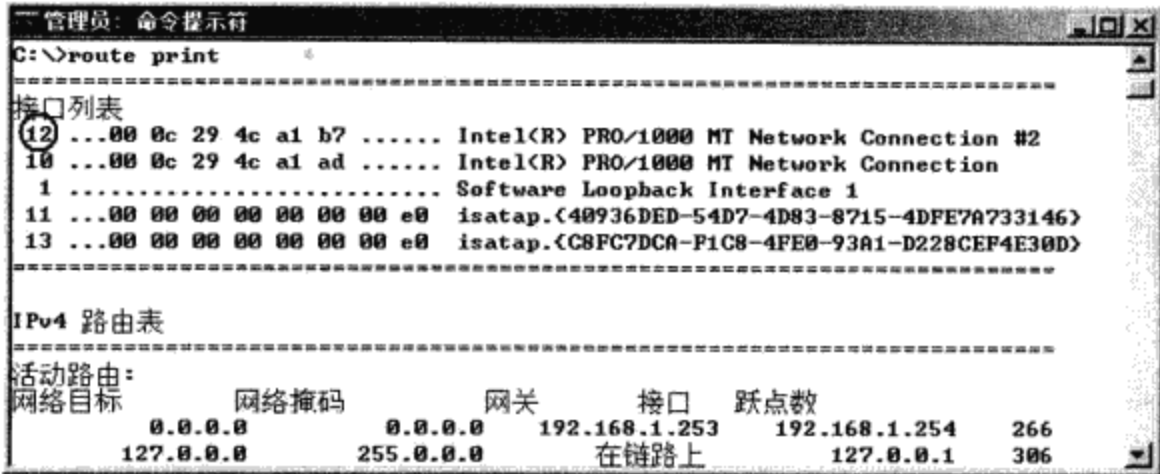 管理员：命令提示符
C:\>route print
===========================================================================
接口列表
12 ...00 0c 29 4c a1 b7 ...... Intel(R) PRO/1000 MT Network Connection #2
10 ...00 0c 29 4c a1 ad ...... Intel(R) PRO/1000 MT Network Connection
1 ........................... Software Loopback Interface 1
11 ...00 00 00 00 00 00 00 e0 isatap.{40936DED-54D7-4D83-8715-4DFE7A733146}
13 ...00 00 00 00 00 00 00 e0 isatap.{C8FC7DCA-F1C8-4FE0-93A1-D228CEF4E30D}
===========================================================================
IPv4 路由表
===========================================================================
活动路由:
网络目标 网络掩码 网关 接口 跃点数
0.0.0.0 0.0.0.0 192.168.1.253 192.168.1.254 266
127.0.0.0 255.0.0.0 在链路上 127.0.0.1 306